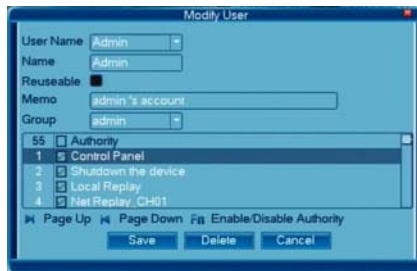 Modify User
User Name Admin
Name Admin
Reuseable
Memo admin 's account
Group admin
55 Authority
1 Control Panel
2 Shutdown the device
3 Local Replay
4 Net Replay_CH01
Page Up Page Down Fn Enable/Disable Authority
Save Delete Cancel